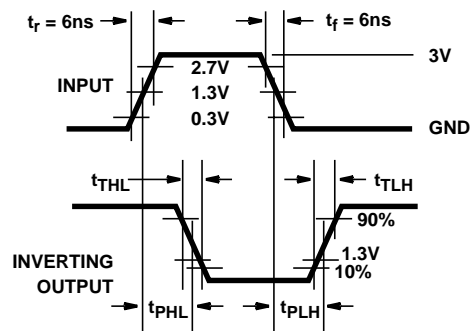 tr = 6ns
tf = 6ns
3V
2.7V
INPUT
1.3V
0.3V
GND
tTHL
tTLH
90%
INVERTING
OUTPUT
1.3V
10%
tPHL
tPLH